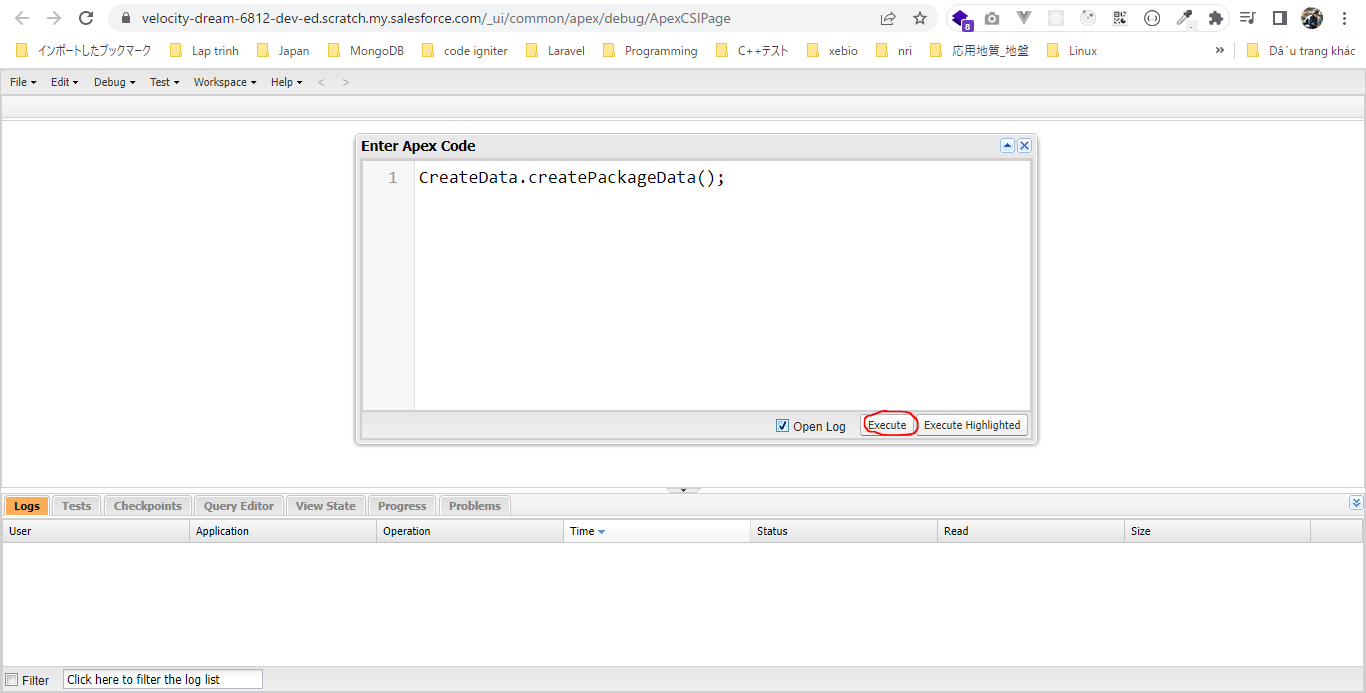 velocity-dream-6812-dev-ed.scratch.my.salesforce.com/_ui/common/apex/debug/ApexCSIPage
8
インポートしたブックマーク Lap trinh Japan MongoDB code igniter Laravel Programming C++テスト xebio nri 応用地質_地盤 Linux » Dấu trang khác
File Edit Debug Test Workspace Help < >
Enter Apex Code
1 CreateData.createPackageData();
Open Log Execute Execute Highlighted
Logs Tests Checkpoints Query Editor View State Progress Problems
User Application Operation Time Status Read Size
Filter Click here to filter the log list